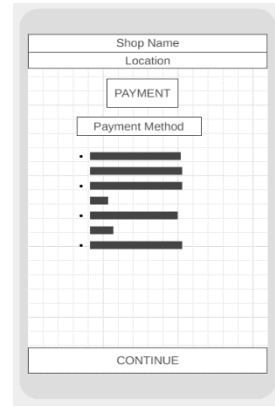 Shop Name
Location
PAYMENT
Payment Method
CONTINUE